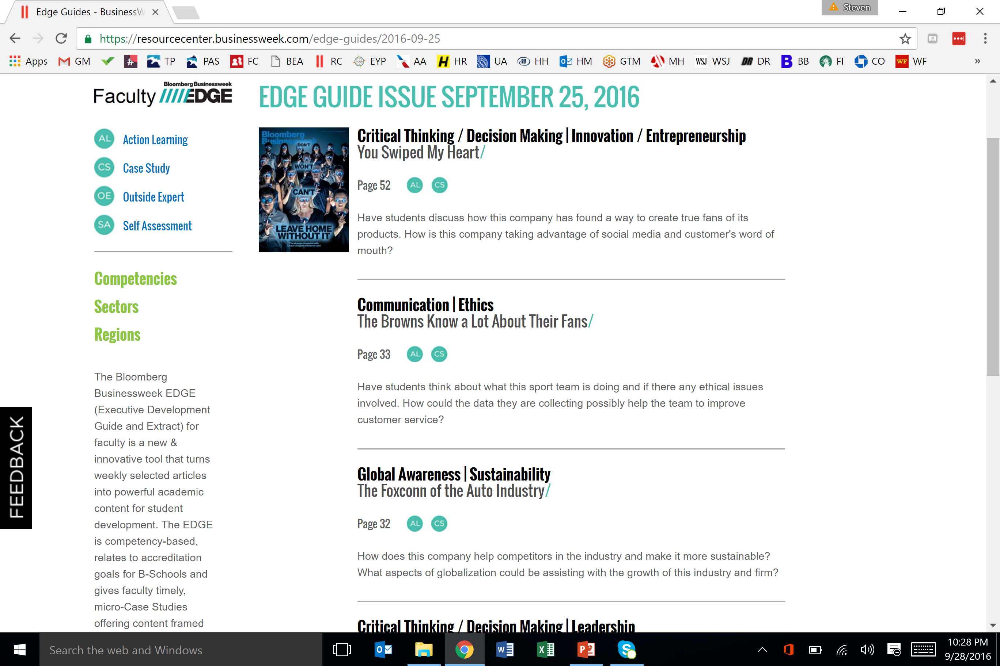 Edge Guides - BusinessW
Steven
https://resourcecenter.businessweek.com/edge-guides/2016-09-25
Apps GM # TP PAS FC BEA RC EYP AA H HR UA HH HM GTM MH WSJ WSJ DR DR B BB FI CO WF WF »
Bloomberg Businessweek
Faculty ////EDGE
AL Action Learning
CS Case Study
OE Outside Expert
SA Self Assessment
Competencies
Sectors
Regions
The Bloomberg
Businessweek EDGE
(Executive Development
Guide and Extract) for
faculty is a new &
innovative tool that turns
weekly selected articles
into powerful academic
content for student
development. The EDGE
is competency-based,
relates to accreditation
goals for B-Schools and
gives faculty timely,
micro-Case Studies
offering content framed
FEEDBACK
EDGE GUIDE ISSUE SEPTEMBER 25, 2016
Bloomberg
Businessweek
DON'T
WON'T
CAN'T
LEAVE HOME
WITHOUT IT
The strange obsession with
Chase's Sapphire Reserve card
Critical Thinking / Decision Making | Innovation / Entrepreneurship
You Swiped My Heart/
Page 52 AL CS
Have students discuss how this company has found a way to create true fans of its
products. How is this company taking advantage of social media and customer's word of
mouth?
Communication | Ethics
The Browns Know a Lot About Their Fans/
Page 33 AL CS
Have students think about what this sport team is doing and if there any ethical issues
involved. How could the data they are collecting possibly help the team to improve
customer service?
Global Awareness | Sustainability
The Foxconn of the Auto Industry/
Page 32 AL CS
How does this company help competitors in the industry and make it more sustainable?
What aspects of globalization could be assisting with the growth of this industry and firm?
Critical Thinking / Decision Making | Leadership
Search the web and Windows
10:28 PM
9/28/2016